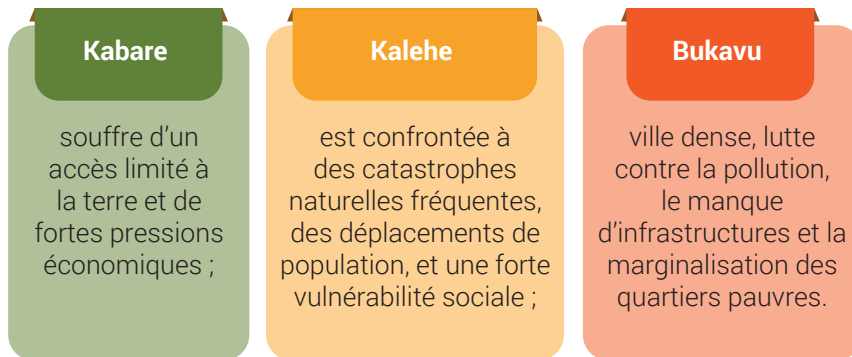 Kabare
souffre d'un
accès limité à
la terre et de
fortes pressions
économiques ;
Kalehe
est confrontée à
des catastrophes
naturelles fréquentes,
des déplacements de
population, et une forte
vulnérabilité sociale ;
Bukavu
ville dense, lutte
contre la pollution,
le manque
d'infrastructures et la
marginalisation des
quartiers pauvres.